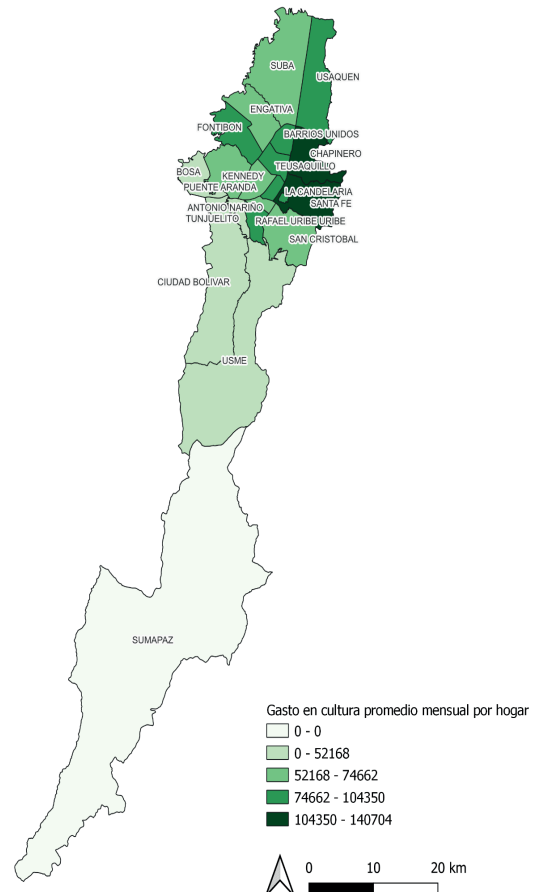 SUBA
USAQUEN
ENGATIVA
FONTIBON
BARRIOS UNIDOS
CHAPINERO
TEUSAQUILLO
BOSA
KENNEDY
PUENTE ARANDA
LA CANDELARIA
SANTA FE
ANTONIO NARIÑO
TUNJUELITO
RAFAEL URIBE URIBE
SAN CRISTOBAL
CIUDAD BOLIVAR
USME
SUMAPAZ
Gasto en cultura promedio mensual por hogar
0 - 0
0 - 52168
52168 - 74662
74662 - 104350
104350 - 140704
0 10 20 km